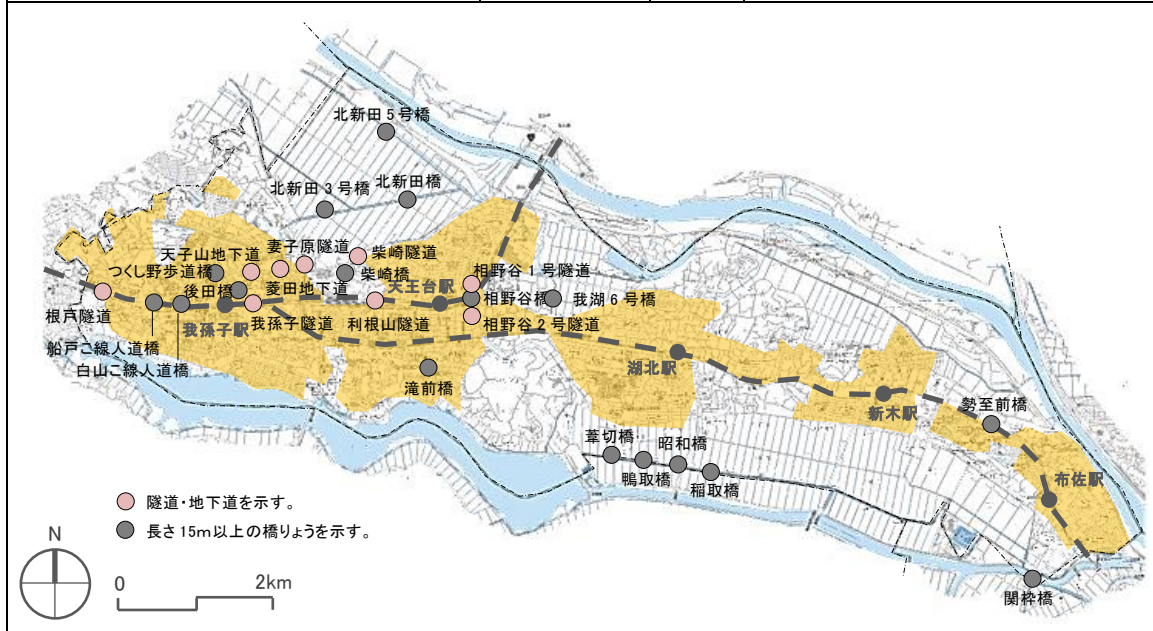 北新田5号橋
北新田3号橋
北新田橋
天子山地下道
妻子原隧道
柴崎隧道
つくし野歩道橋
柴崎橋
相野谷1号隧道
後田橋
菱田地下道
天王台駅
相野谷橋
我湖6号橋
根戸隧道
我孫子駅
我孫子隧道
利根山隧道
相野谷2号隧道
船戸こ線人道橋
白山こ線人道橋
滝前橋
湖北駅
新木駅
勢至前橋
葦切橋
昭和橋
鴨取橋
稲取橋
布佐駅
隧道・地下道を示す。
長さ15m以上の橋りょうを示す。
N
0
2km
関枠橋